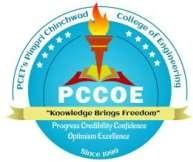 PCET's Pimpri Chinchwad College of Engineering
PCCOE
"Knowledge Brings Freedom"
Progress Credibility Confidence
Optimism Excellence
Since 1999